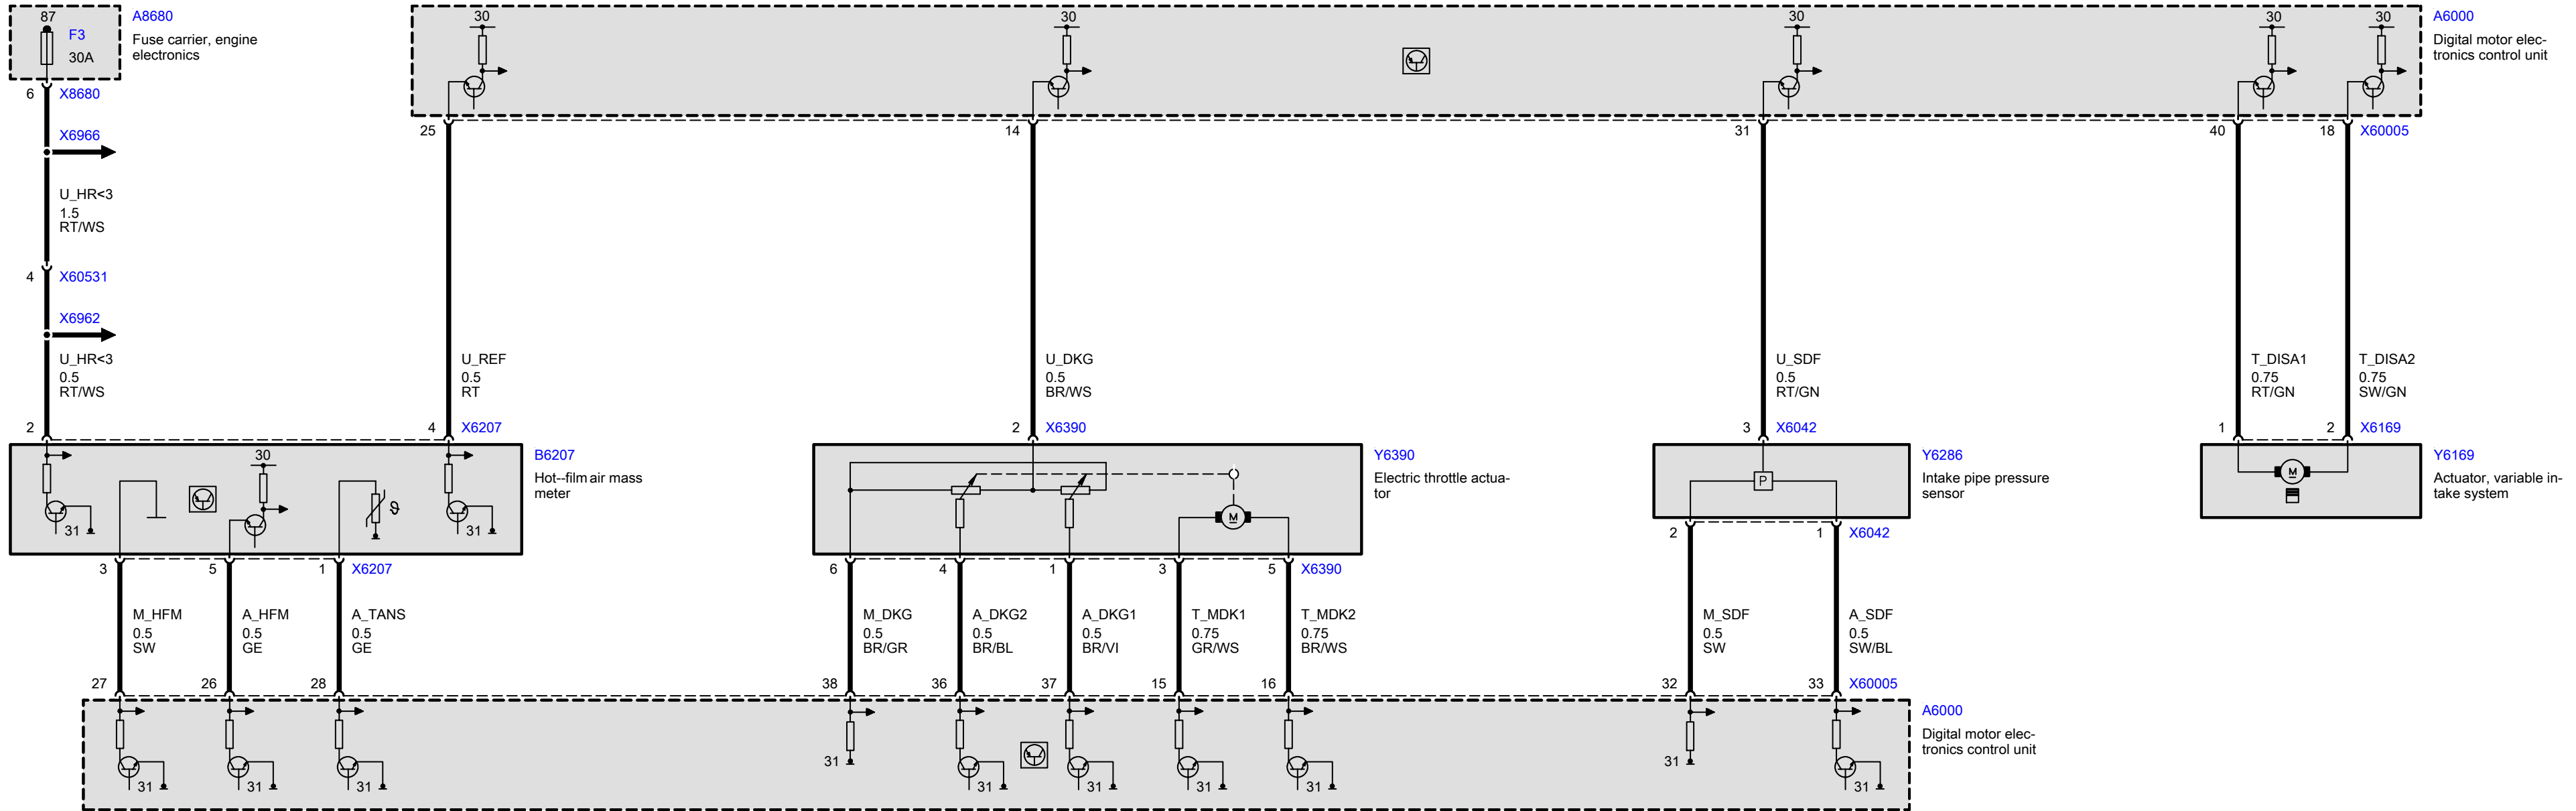 87
F3
30A
A8680
Fuse carrier, engine
electronics
30
30
30
30
30
A6000
Digital motor elec-
tronics control unit
6
X8680
25
14
31
40
18
X60005
X6966
U_HR<3
1.5
RT/WS
4
X60531
X6962
U_HR<3
0.5
RT/WS
U_REF
0.5
RT
U_DKG
0.5
BR/WS
U_SDF
0.5
RT/GN
T_DISA1
0.75
RT/GN
T_DISA2
0.75
SW/GN
2
4
X6207
2
X6390
3
X6042
1
2
X6169
30
31
31
B6207
Hot--film air mass
meter
M
Y6390
Electric throttle actua-
tor
P
Y6286
Intake pipe pressure
sensor
M
Y6169
Actuator, variable in-
take system
3
5
1
X6207
6
4
1
3
5
X6390
2
1
X6042
M_HFM
0.5
SW
A_HFM
0.5
GE
A_TANS
0.5
GE
M_DKG
0.5
BR/GR
A_DKG2
0.5
BR/BL
A_DKG1
0.5
BR/VI
T_MDK1
0.75
GR/WS
T_MDK2
0.75
BR/WS
M_SDF
0.5
SW
A_SDF
0.5
SW/BL
27
26
28
38
36
37
15
16
32
33
X60005
31
31
31
31
31
31
31
31
31
31
A6000
Digital motor elec-
tronics control unit